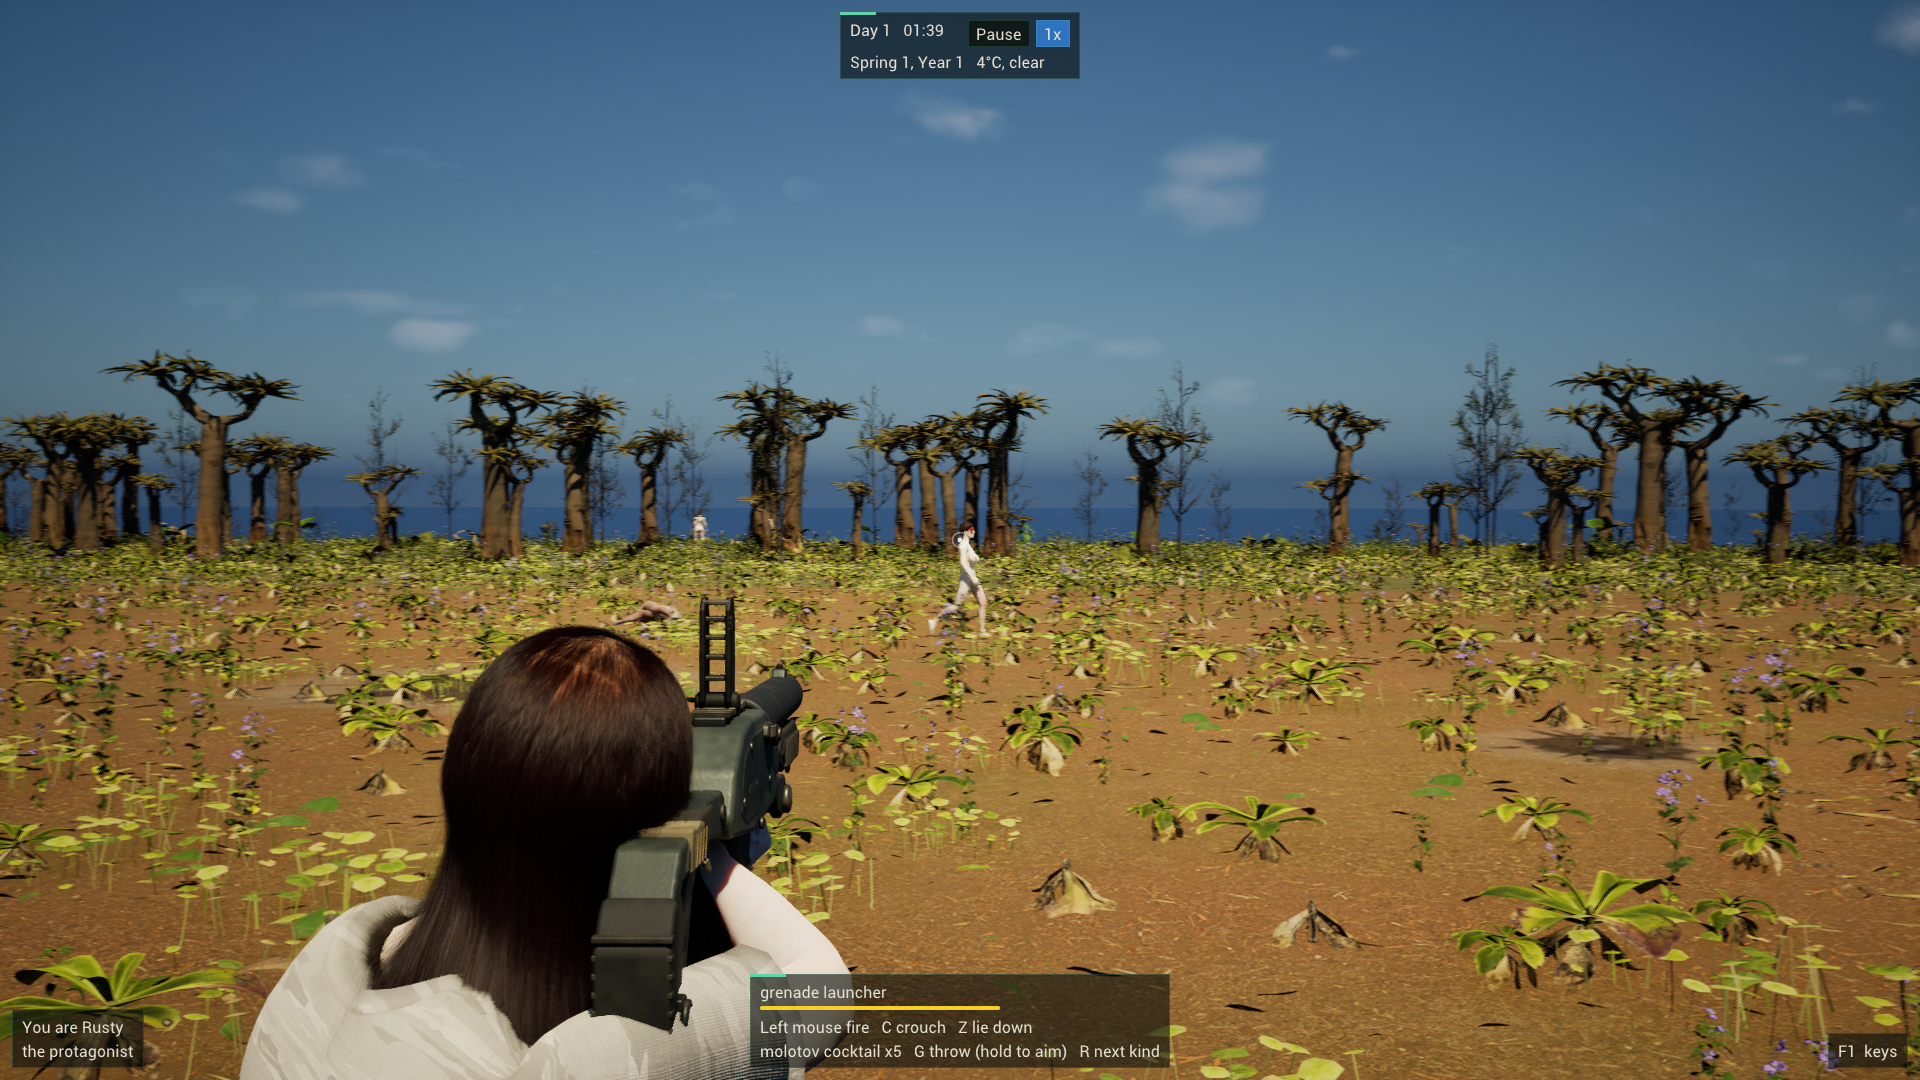 Day 1 01:39 Pause 1x
Spring 1, Year 1 4°C, clear
grenade launcher
Left mouse fire C crouch Z lie down
molotov cocktail x5 G throw (hold to aim) R next kind
You are Rusty
the protagonist
F1 keys